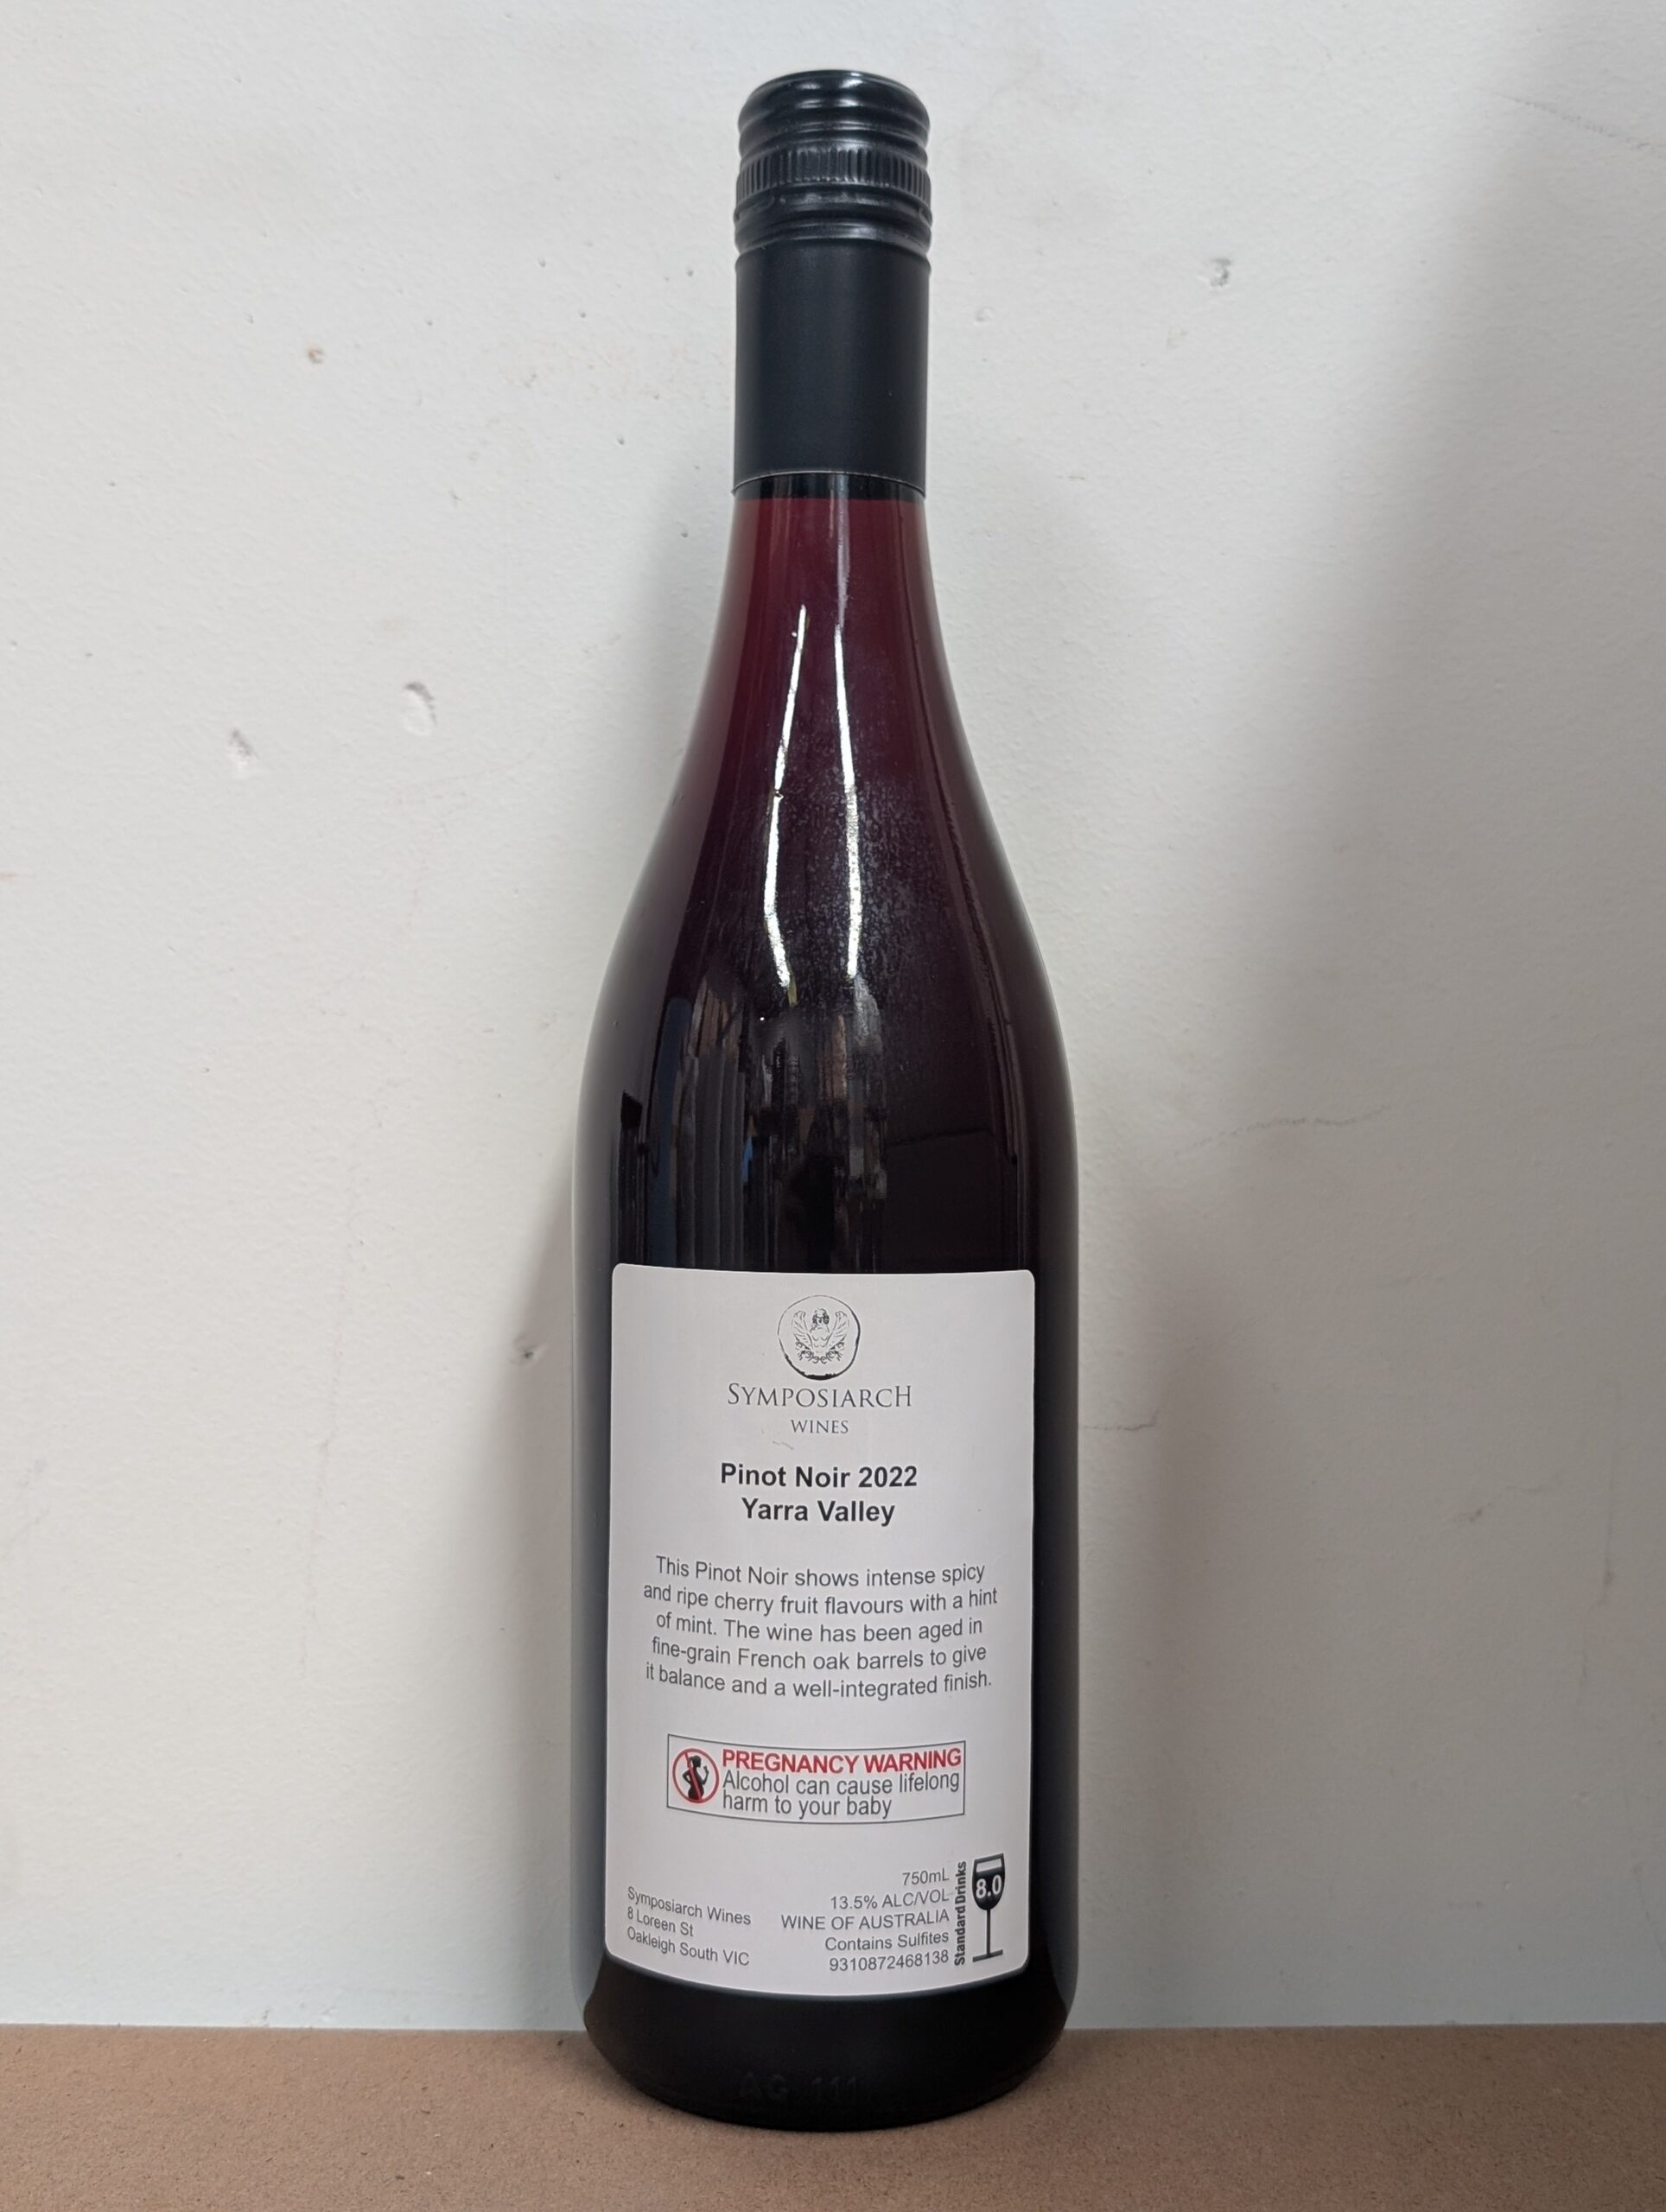 SYMPOSIARCH
WINES
Pinot Noir 2022
Yarra Valley
This Pinot Noir shows intense spicy
and ripe cherry fruit flavours with a hint
of mint. The wine has been aged in
fine-grain French oak barrels to give
it balance and a well-integrated finish.
PREGNANCY WARNING
Alcohol can cause lifelong
harm to your baby
Symposiarch Wines
8 Loreen St
Oakleigh South VIC
750mL
13.5% ALC/VOL
WINE OF AUSTRALIA
Contains Sulfites
9310872468138
Standard Drinks
8.0
AG 111